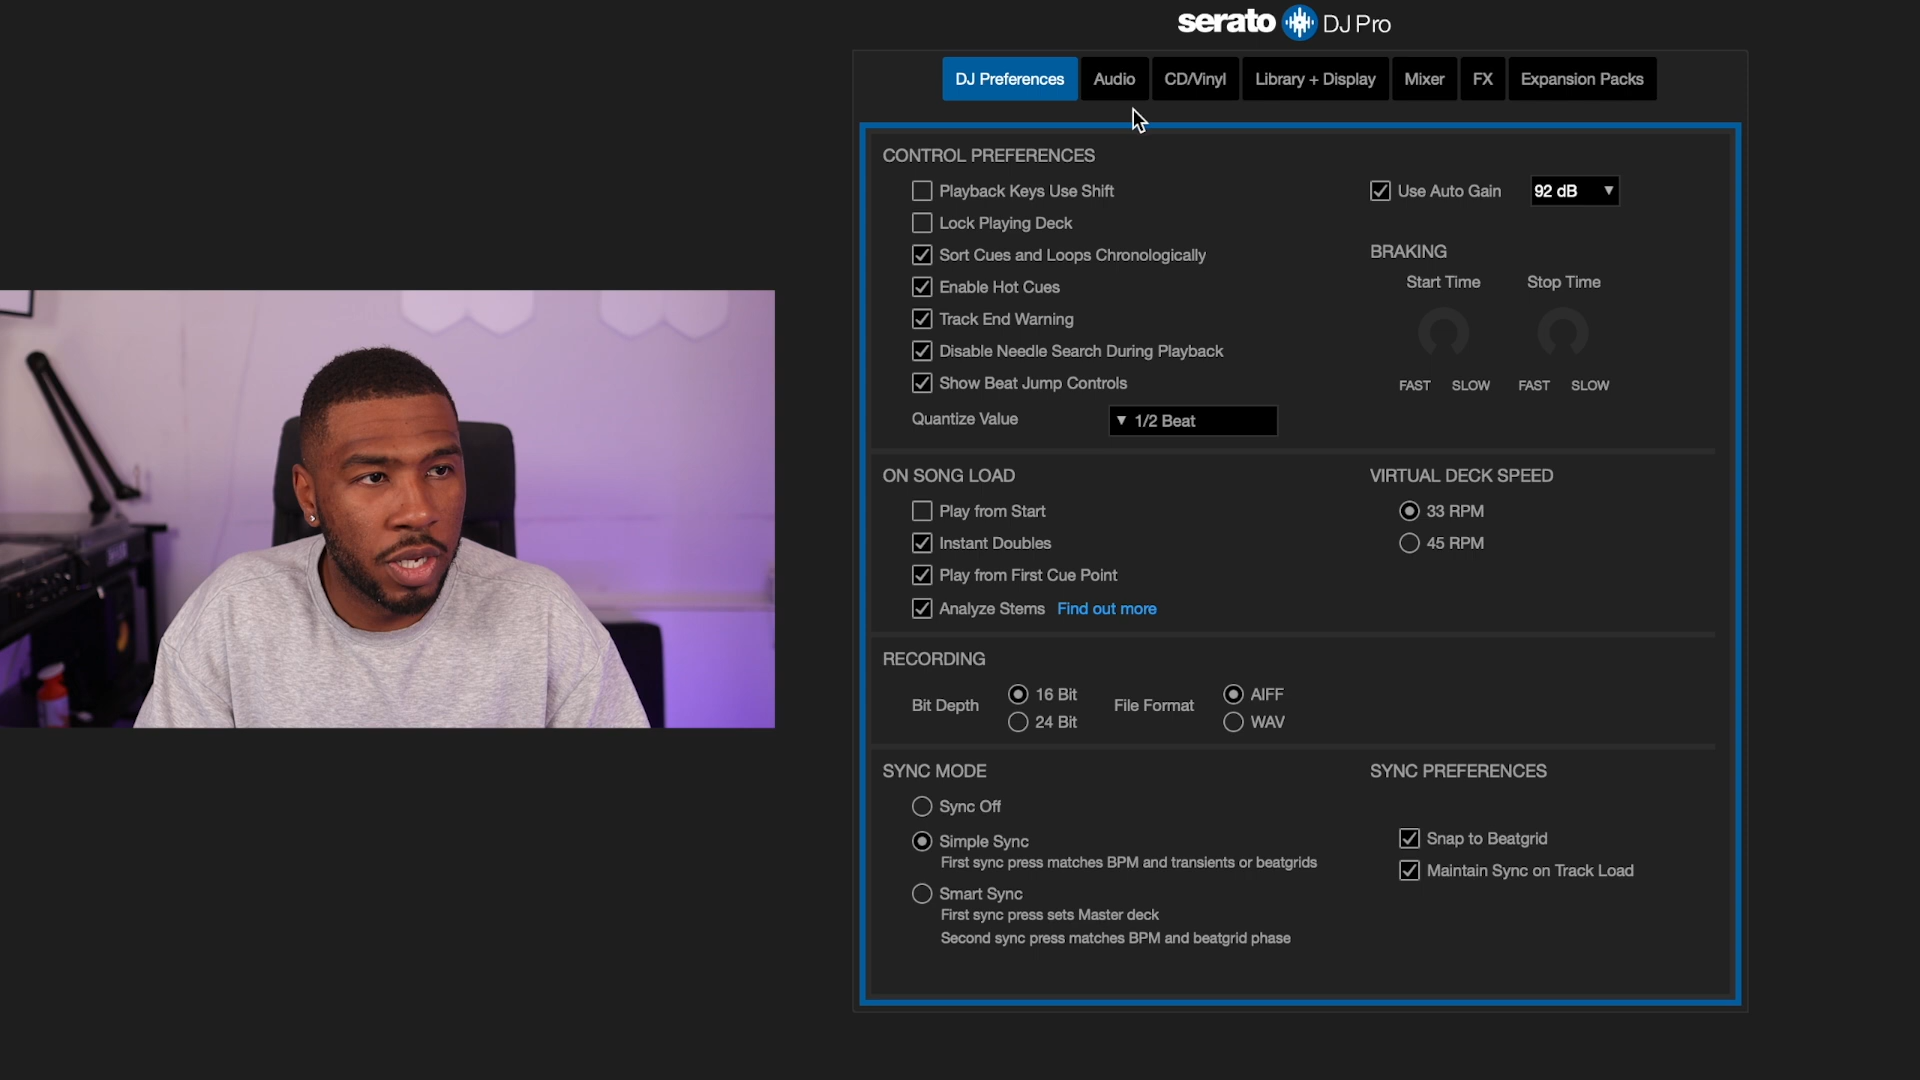 serato DJ Pro
DJ Preferences Audio CD/Vinyl Library + Display Mixer FX Expansion Packs
CONTROL PREFERENCES
Playback Keys Use Shift
Lock Playing Deck
Sort Cues and Loops Chronologically
Enable Hot Cues
Track End Warning
Disable Needle Search During Playback
Show Beat Jump Controls
Quantize Value 1/2 Beat
Use Auto Gain 92 dB
BRAKING
Start Time Stop Time
FAST SLOW FAST SLOW
ON SONG LOAD
Play from Start
Instant Doubles
Play from First Cue Point
Analyze Stems Find out more
VIRTUAL DECK SPEED
33 RPM
45 RPM
RECORDING
Bit Depth
16 Bit
24 Bit
File Format
AIFF
WAV
SYNC MODE
Sync Off
Simple Sync
First sync press matches BPM and transients or beatgrids
Smart Sync
First sync press sets Master deck
Second sync press matches BPM and beatgrid phase
SYNC PREFERENCES
Snap to Beatgrid
Maintain Sync on Track Load